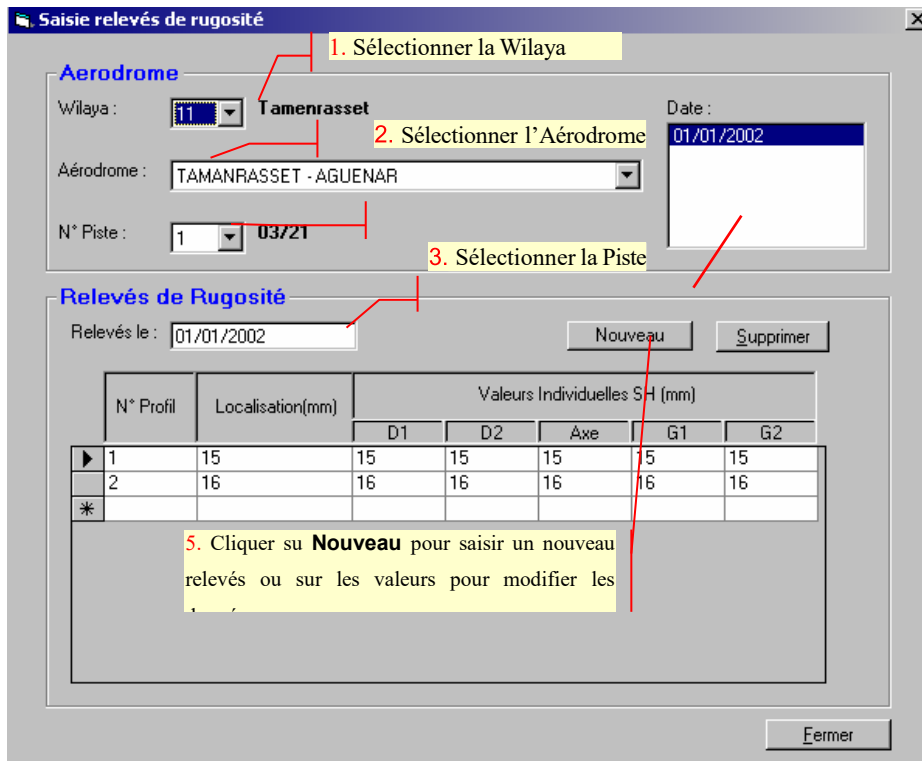 Saisie relevés de rugosité
1. Sélectionner la Wilaya
Aerodrome
Wilaya :
11
Tamenrasset
Date :
01/01/2002
2. Sélectionner l'Aérodrome
Aérodrome :
TAMANRASSET - AGUENAR
N° Piste :
1
03/21
3. Sélectionner la Piste
Relevés de Rugosité
Relevés le :
01/01/2002
Nouveau
Supprimer
N° Profil
Localisation(mm)
Valeurs Individuelles SH (mm)
D1 D2 Axe G1 G2
1 15 15 15 15 15 15
2 16 16 16 16 16 16
5. Cliquer su Nouveau pour saisir un nouveau
relevés ou sur les valeurs pour modifier les
Fermer